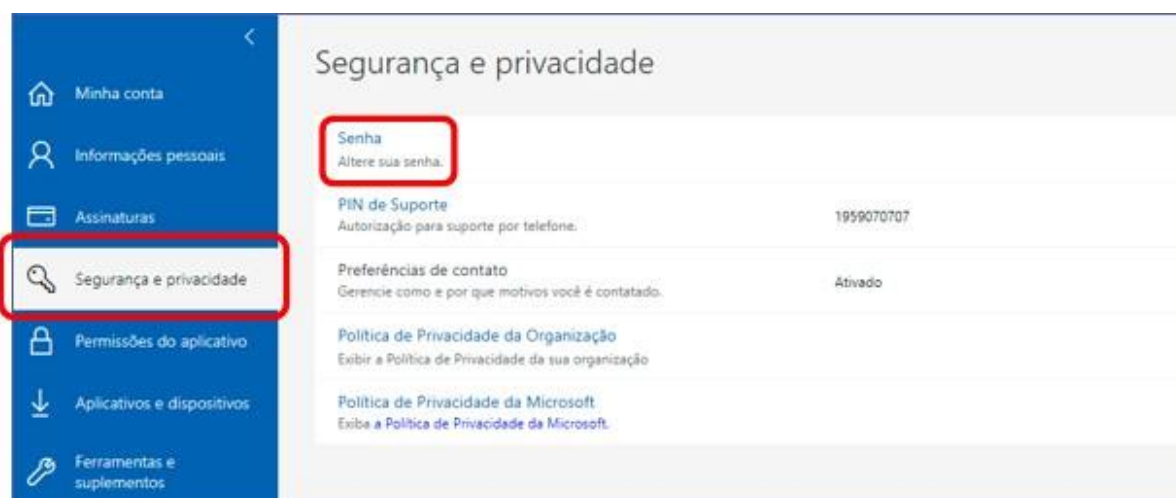 Minha conta
Informações pessoais
Assinaturas
Segurança e privacidade
Permissões do aplicativo
Aplicativos e dispositivos
Ferramentas e
suplementos
Segurança e privacidade
Senha
Altere sua senha.
PIN de Suporte
Autorização para suporte por telefone.
1959070707
Preferências de contato
Gerencie como e por que motivos você é contatado.
Ativado
Política de Privacidade da Organização
Exibir a Política de Privacidade da sua organização
Política de Privacidade da Microsoft
Exiba a Política de Privacidade da Microsoft.